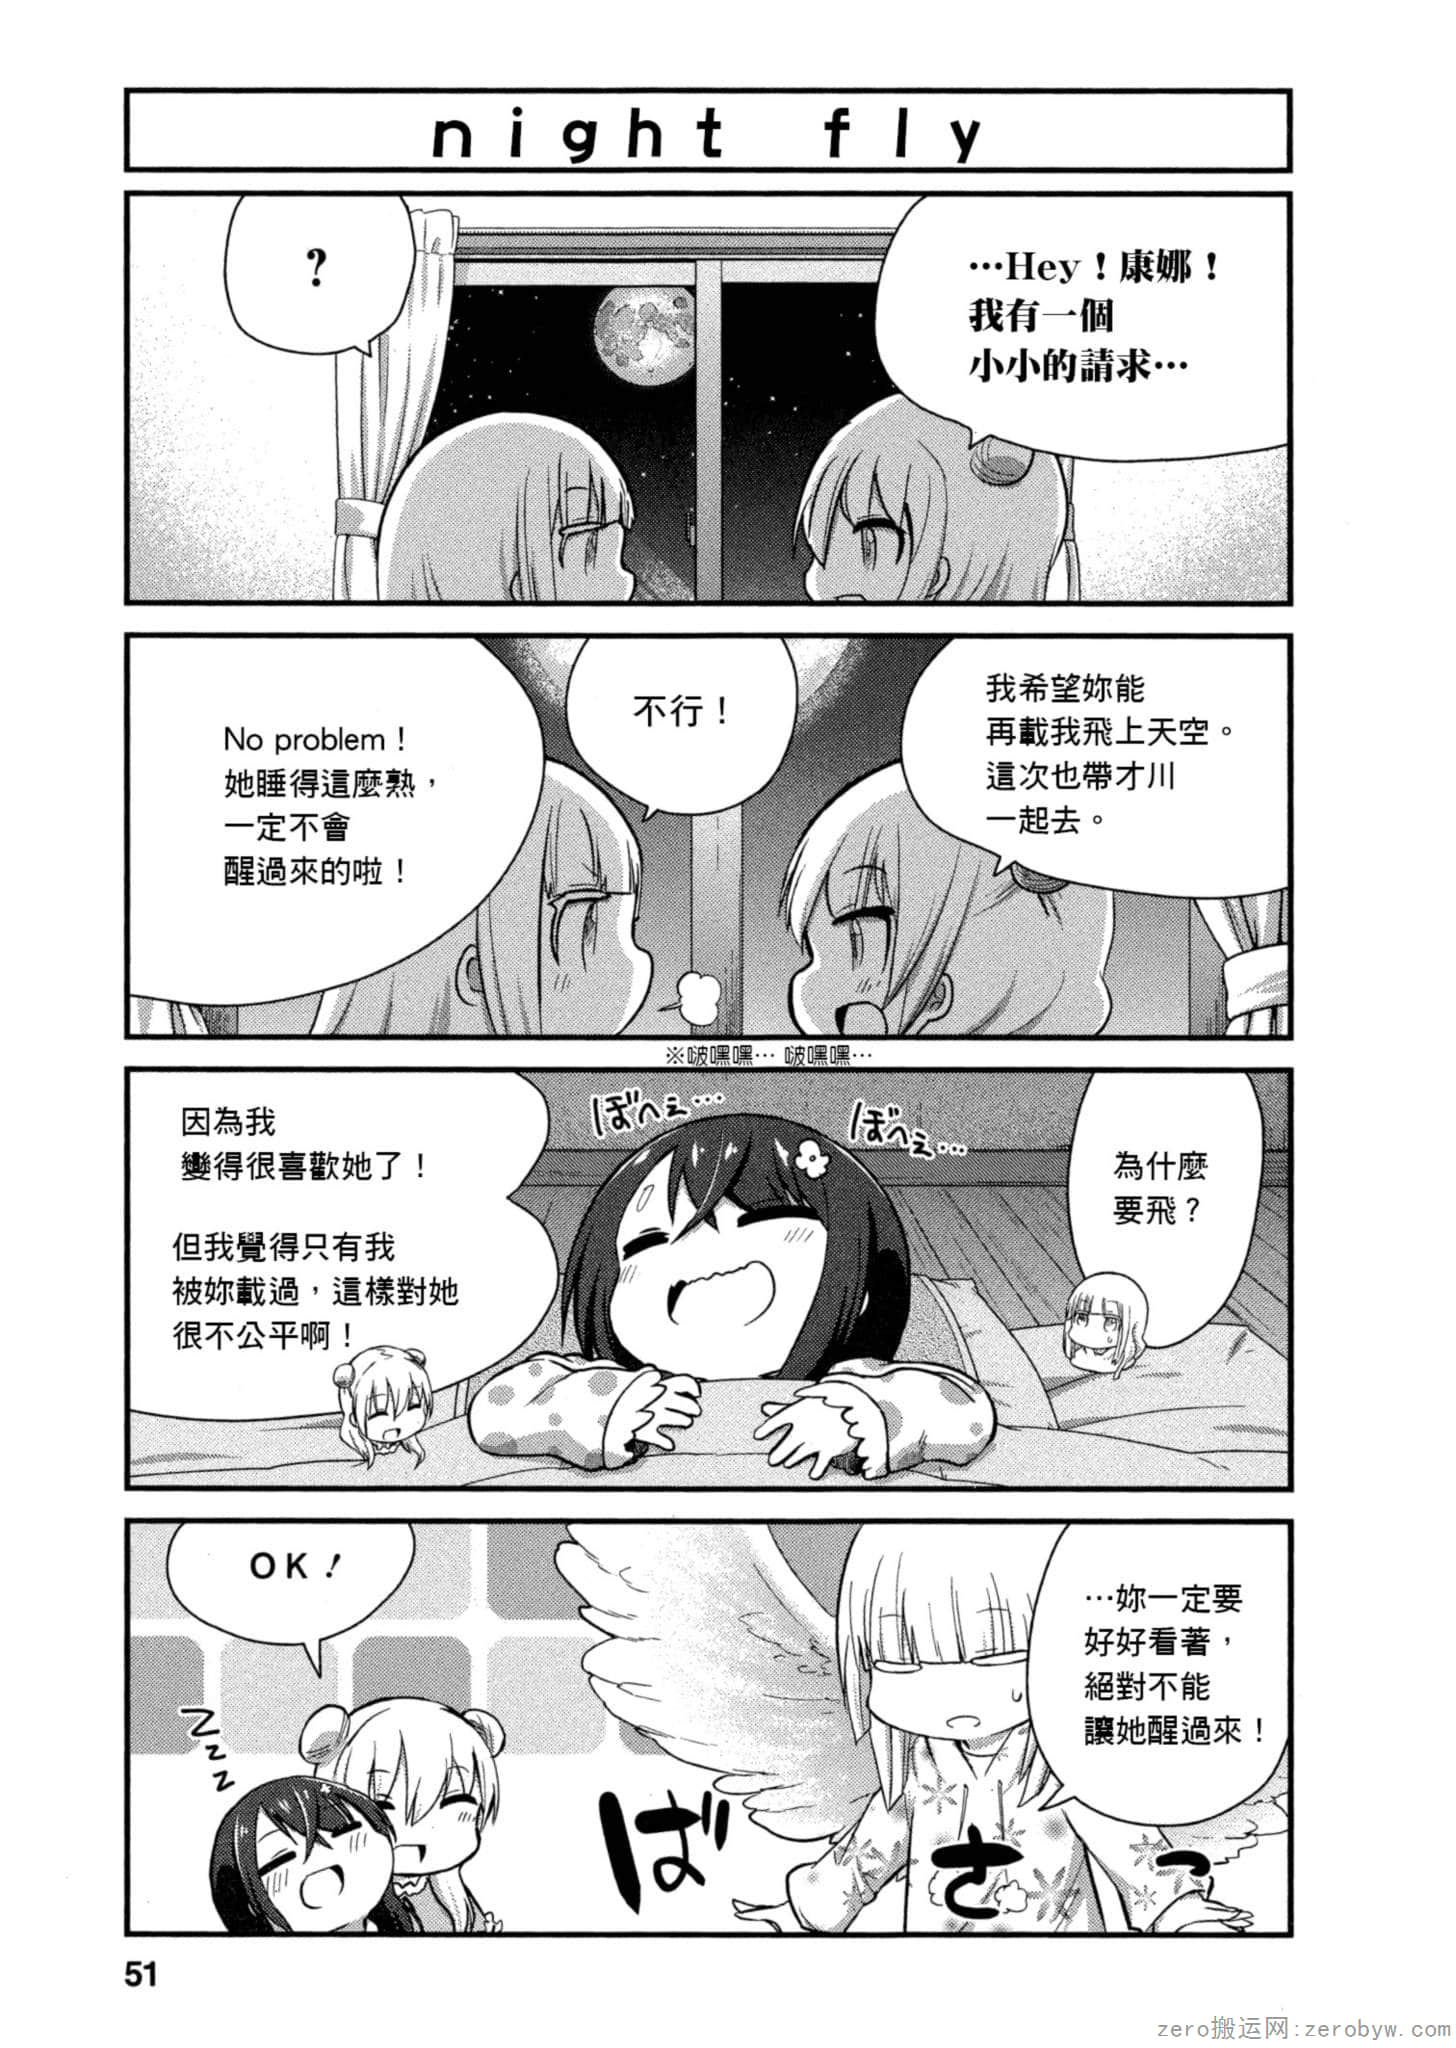 night fly
…Hey！康娜！
我有一個
小小的請求…
？
我希望妳能
再載我飛上天空。
這次也帶才川
一起去。
不行！
No problem！
她睡得這麼熟，
一定不會
醒過來的啦！
※啵嘿嘿… 啵嘿嘿…
為什麼
要飛？
ぼへぇ…
ぼへぇ…
因為我
變得很喜歡她了！
但我覺得只有我
被妳載過，這樣對她
很不公平啊！
…妳一定要
好好看著，
絕對不能
讓她醒過來！
OK！
zzz
ばさっ
51
zero搬运网:zerobyw.com